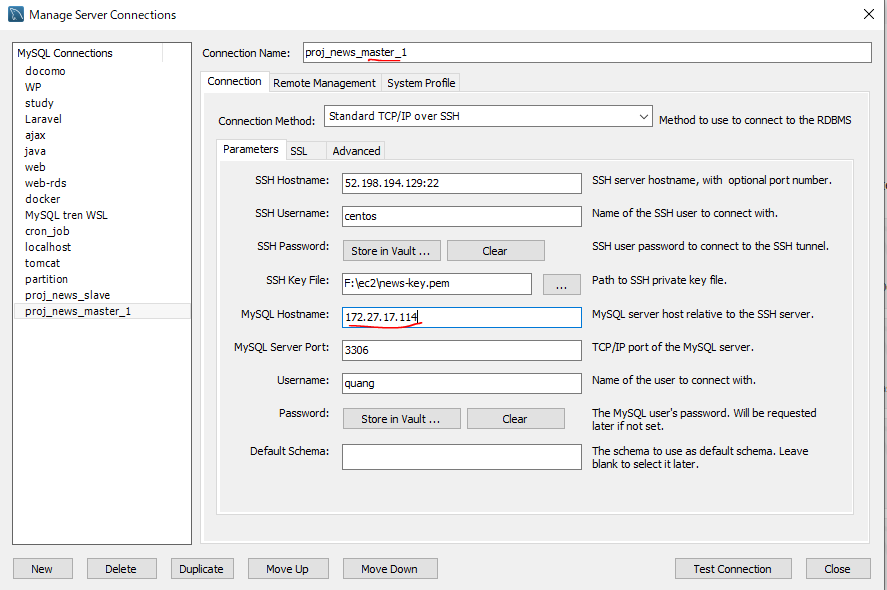 Manage Server Connections
MySQL Connections
docomo
WP
study
Laravel
ajax
java
web
web-rds
docker
MySQL tren WSL
cron_job
localhost
tomcat
partition
proj_news_slave
proj_news_master_1
Connection Name: proj_news_master_1
Connection Remote Management System Profile
Connection Method: Standard TCP/IP over SSH Method to use to connect to the RDBMS
Parameters SSL Advanced
SSH Hostname: 52.198.194.129:22 SSH server hostname, with optional port number.
SSH Username: centos Name of the SSH user to connect with.
SSH Password: Store in Vault ... Clear SSH user password to connect to the SSH tunnel.
SSH Key File: F:\ec2\news-key.pem ... Path to SSH private key file.
MySQL Hostname: 172.27.17.114 MySQL server host relative to the SSH server.
MySQL Server Port: 3306 TCP/IP port of the MySQL server.
Username: quang Name of the user to connect with.
Password: Store in Vault ... Clear The MySQL user's password. Will be requested
later if not set.
Default Schema: The schema to use as default schema. Leave
blank to select it later.
New Delete Duplicate Move Up Move Down Test Connection Close